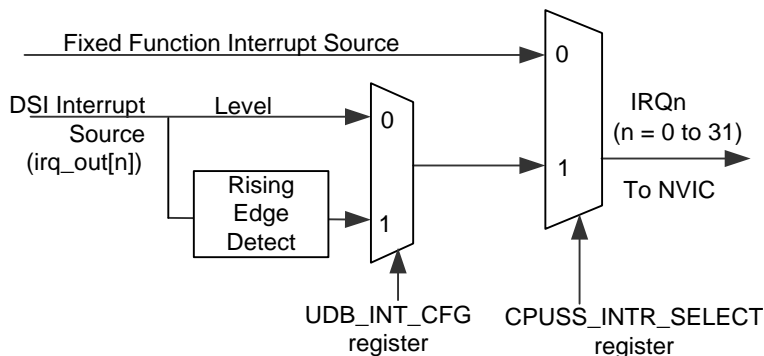 Fixed Function Interrupt Source
0
DSI Interrupt
Source
(irq_out[n])
Level
0
IRQn
(n = 0 to 31)
1
To NVIC
Rising
Edge
Detect
1
UDB_INT_CFG
register
CPUSS_INTR_SELECT
register